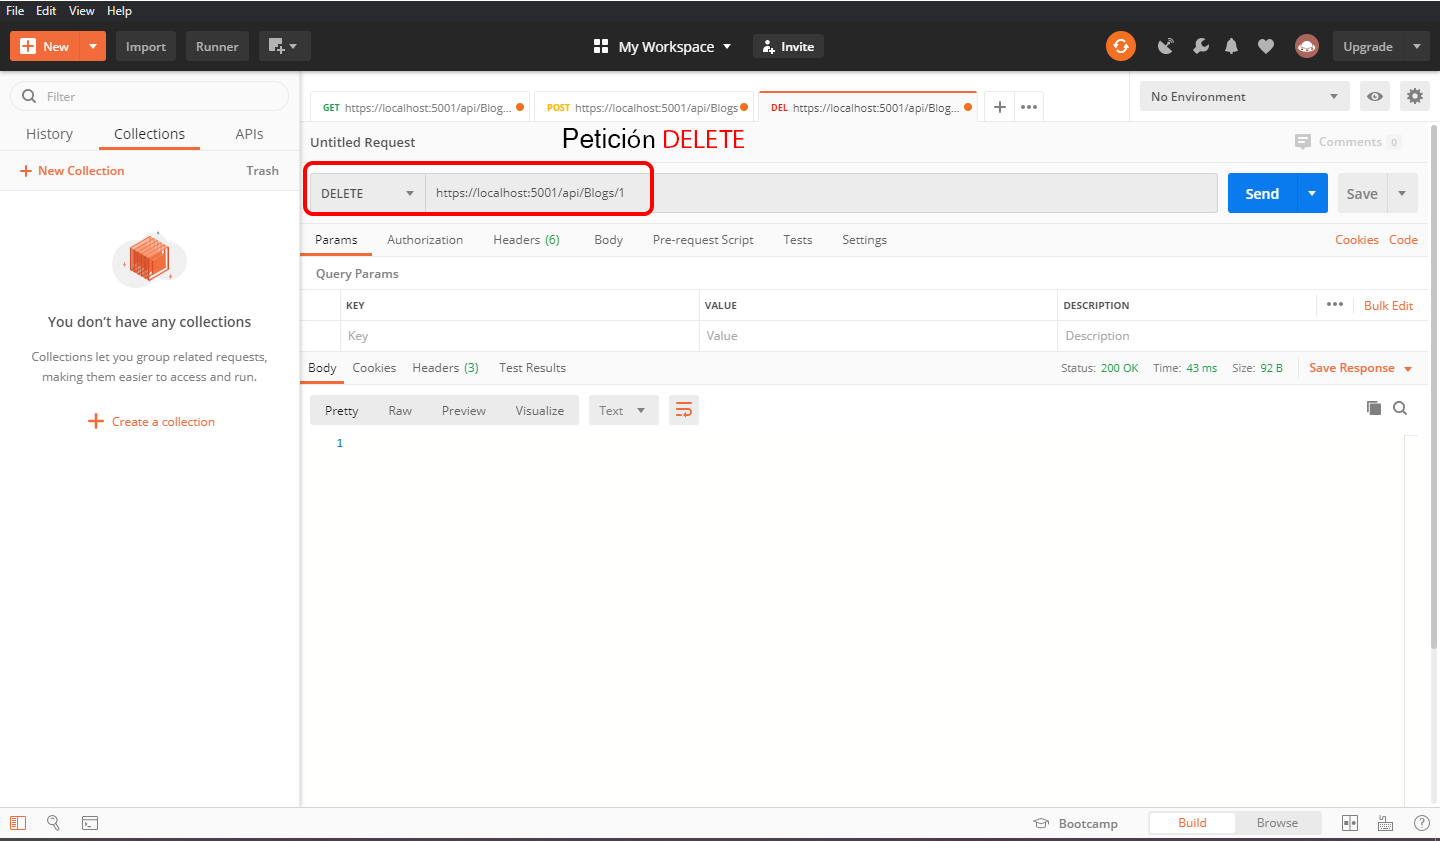 File Edit View Help
New Import Runner My Workspace Invite Upgrade
Filter
GET https://localhost:5001/api/Blog... POST https://localhost:5001/api/Blogs DEL https://localhost:5001/api/Blog... No Environment
History Collections APIs
Petición DELETE
Untitled Request Comments 0
New Collection Trash
DELETE https://localhost:5001/api/Blogs/1 Send Save
Params Authorization Headers (6) Body Pre-request Script Tests Settings Cookies Code
Query Params
KEY VALUE DESCRIPTION Bulk Edit
Key Value Description
You don't have any collections
Collections let you group related requests,
making them easier to access and run.
Create a collection
Body Cookies Headers (3) Test Results Status: 200 OK Time: 43 ms Size: 92 B Save Response
Pretty Raw Preview Visualize Text
1
Bootcamp Build Browse